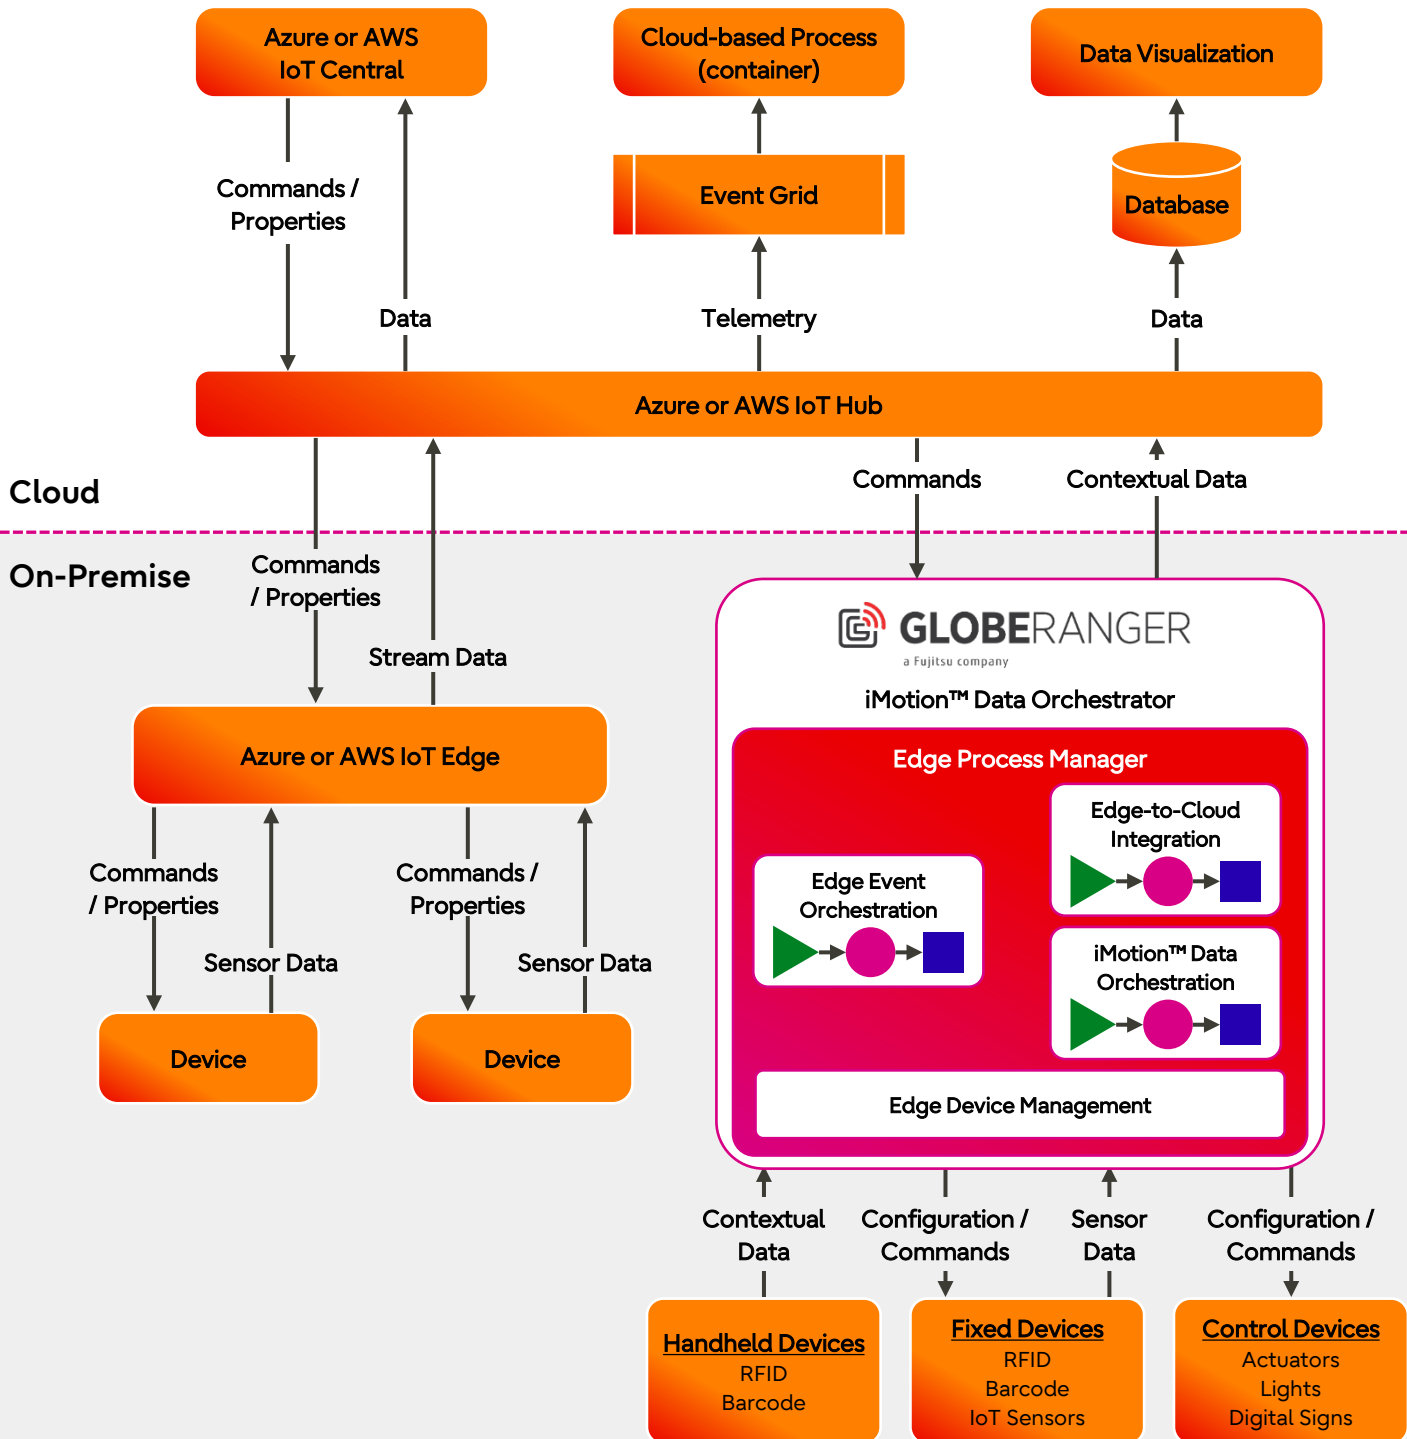 Azure or AWS
IoT Central
Cloud-based Process
(container)
Data Visualization
Commands /
Properties
Event Grid
Database
Data
Telemetry
Data
Azure or AWS IoT Hub
Commands
Contextual Data
Cloud
On-Premise
Commands
/ Properties
Stream Data
GLOBERANGER
a Fujitsu company
iMotion™ Data Orchestrator
Azure or AWS IoT Edge
Edge Process Manager
Edge-to-Cloud
Integration
Edge Event
Orchestration
iMotion™ Data
Orchestration
Edge Device Management
Commands
/ Properties
Sensor Data
Commands /
Properties
Sensor Data
Device
Device
Contextual
Data
Configuration /
Commands
Sensor
Data
Configuration /
Commands
Handheld Devices
RFID
Barcode
Fixed Devices
RFID
Barcode
IoT Sensors
Control Devices
Actuators
Lights
Digital Signs